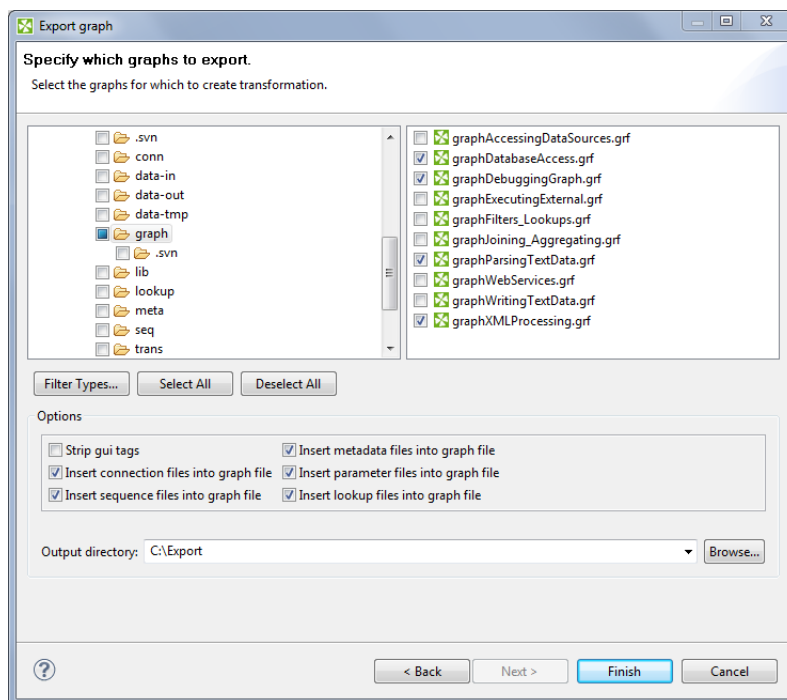 Export graph
Specify which graphs to export.
Select the graphs for which to create transformation.
.svn
conn
data-in
data-out
data-tmp
graph
.svn
lib
lookup
meta
seq
trans
graphAccessingDataSources.grf
graphDatabaseAccess.grf
graphDebuggingGraph.grf
graphExecutingExternal.grf
graphFilters_Lookups.grf
graphJoining_Aggregating.grf
graphParsingTextData.grf
graphWebServices.grf
graphWritingTextData.grf
graphXMLProcessing.grf
Filter Types... Select All Deselect All
Options
Strip gui tags Insert metadata files into graph file
Insert connection files into graph file Insert parameter files into graph file
Insert sequence files into graph file Insert lookup files into graph file
Output directory: C:\Export Browse...
? < Back Next > Finish Cancel